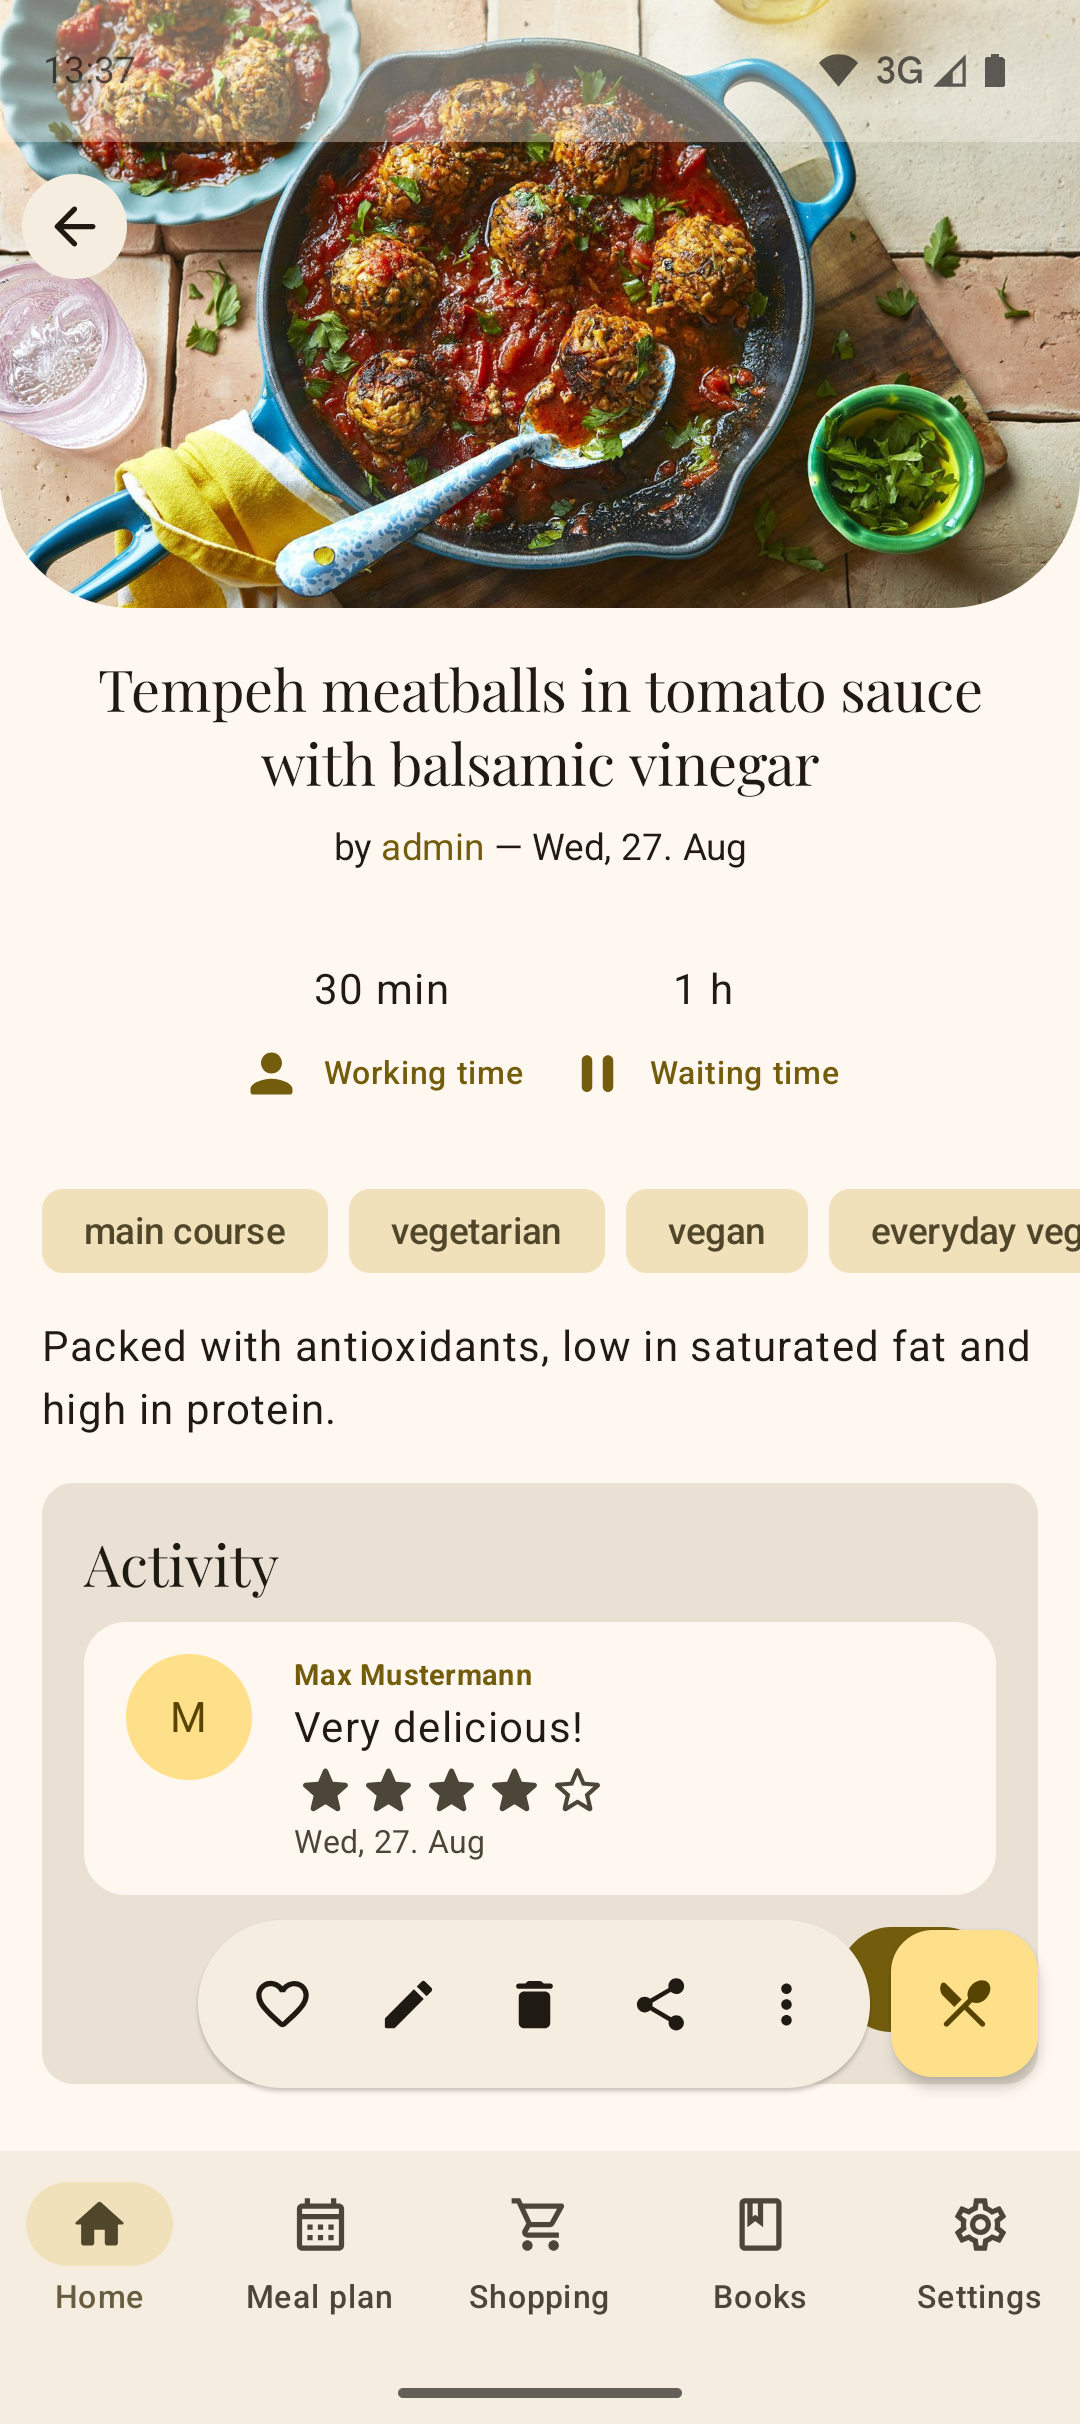 13:37
3G
Tempeh meatballs in tomato sauce
with balsamic vinegar
by admin — Wed, 27. Aug
30 min
1 h
Working time
Waiting time
main course
vegetarian
vegan
everyday veg
Packed with antioxidants, low in saturated fat and
high in protein.
Activity
M
Max Mustermann
Very delicious!
Wed, 27. Aug
Home
Meal plan
Shopping
Books
Settings